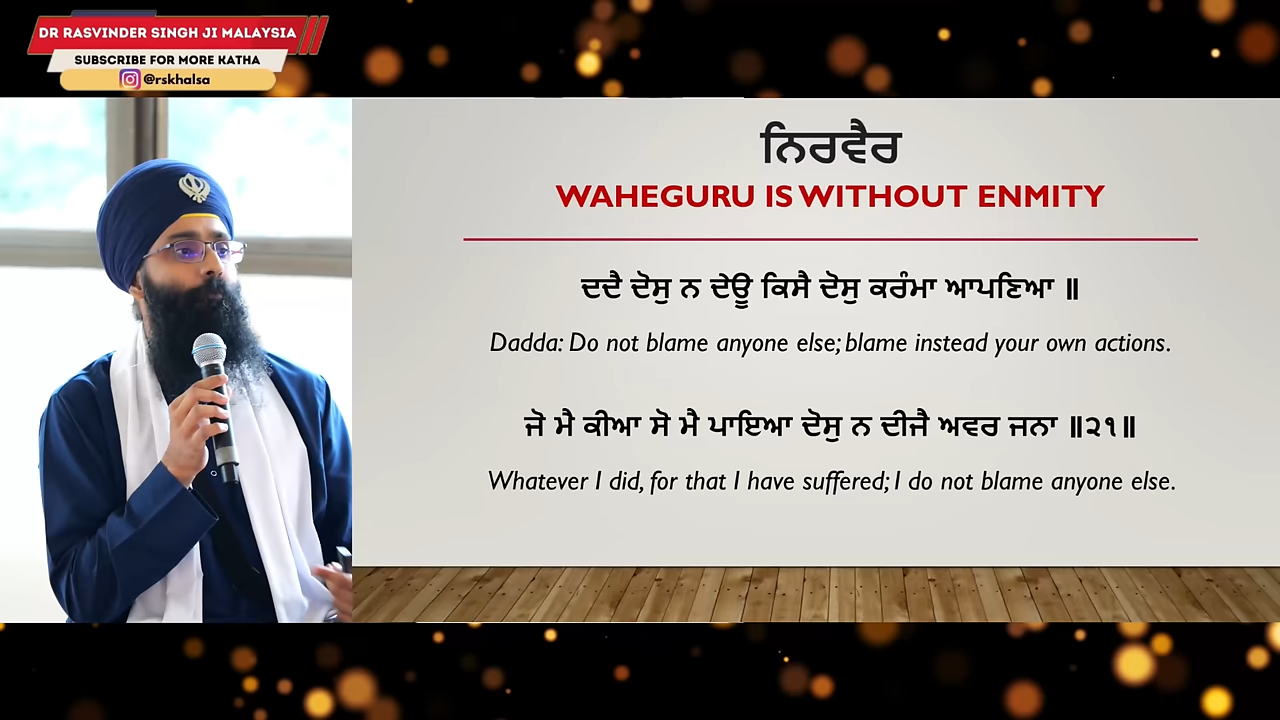 DR RASVINDER SINGH JI MALAYSIA
SUBSCRIBE FOR MORE KATHA
@rskhalsa
ਨਿਰਵੈਰ
WAHEGURU IS WITHOUT ENMITY
ਦਦੈ ਦੋਸੁ ਨ ਦੇਊ ਕਿਸੈ ਦੋਸੁ ਕਰੰਮਾ ਆਪਣਿਆ ॥
Dadda: Do not blame anyone else; blame instead your own actions.
ਜੋ ਮੈ ਕੀਆ ਸੋ ਮੈ ਪਾਇਆ ਦੋਸੁ ਨ ਦੀਜੈ ਅਵਰ ਜਨਾ ॥੨੧॥
Whatever I did, for that I have suffered; I do not blame anyone else.